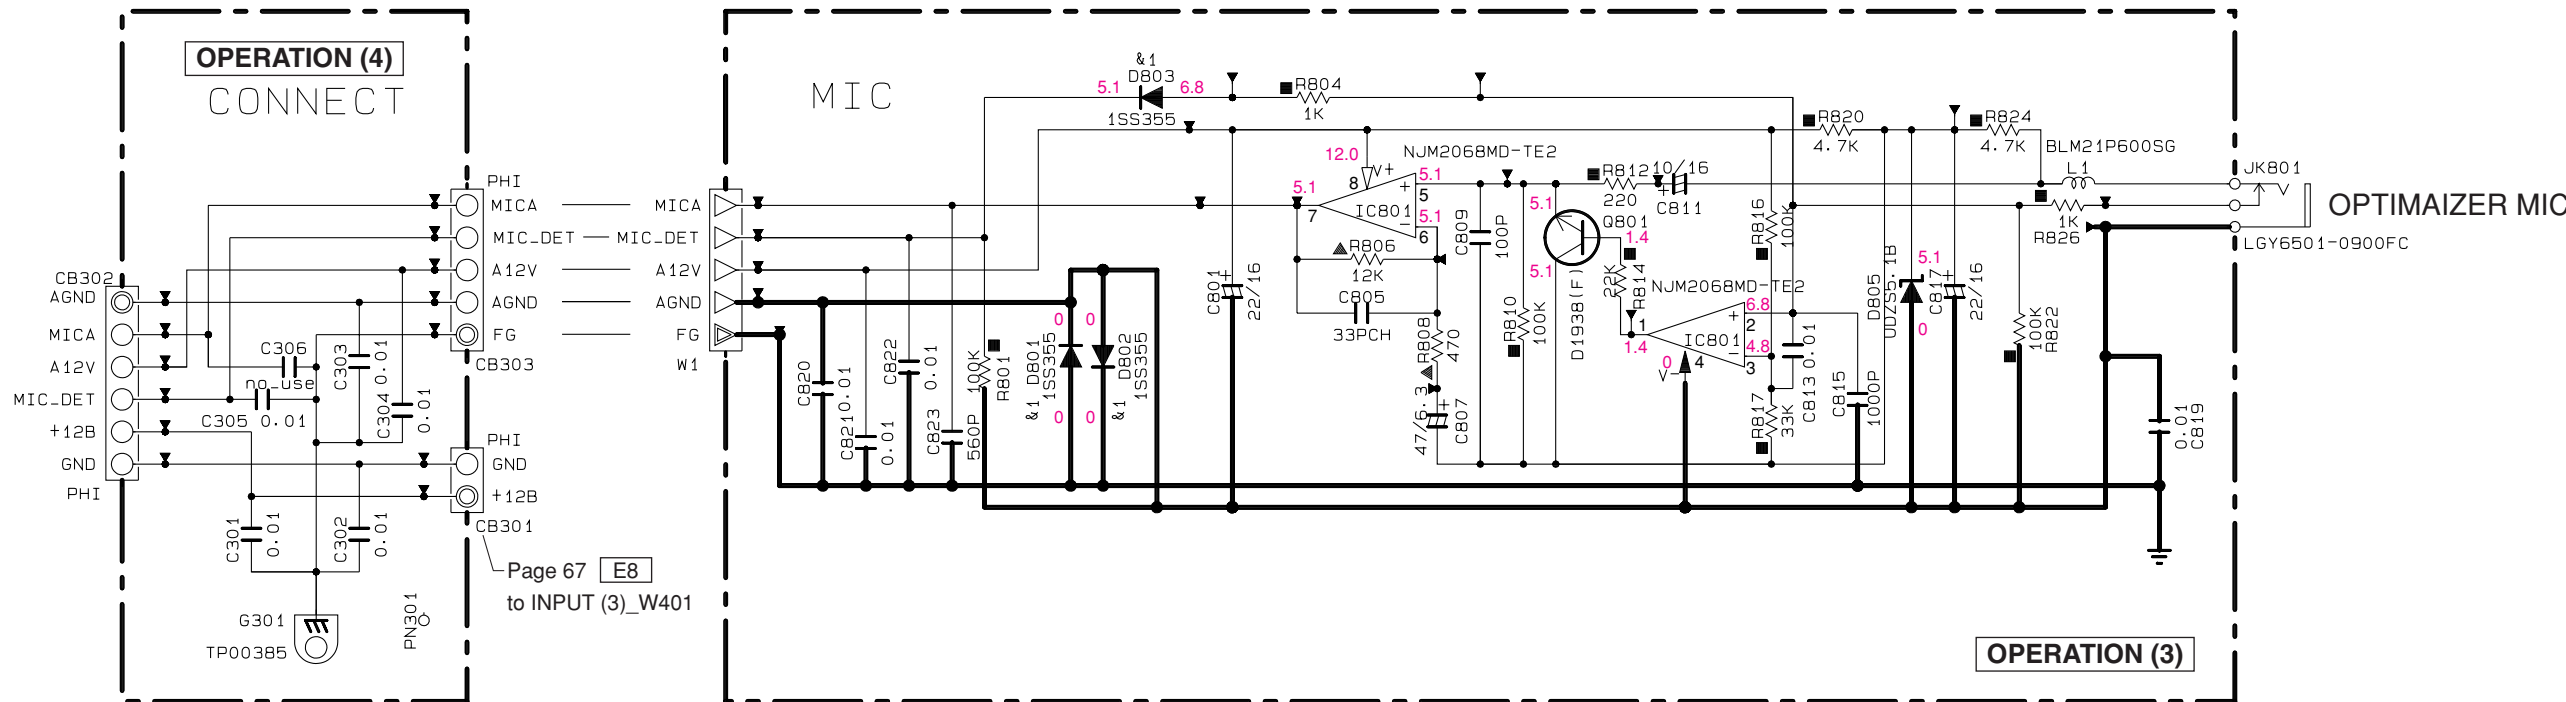 OPERATION (4)
CONNECT
PHI
MICA
MIC_DET
A12V
AGND
FG
CB303
CB302
AGND
MICA
A12V
MIC_DET
+12B
GND
PHI
C306
no_use
C305 0.01
C303 0.01
C304 0.01
PHI
GND
+12B
CB301
C301 0.01
C302 0.01
G301
TP00385
PN301
Page 67 E8
to INPUT (3)_W401
MIC
MICA
MIC_DET
A12V
AGND
FG
W1
&1
D803
5.1 6.8
1SS355
R804
1K
C820 0.01
C821 0.01
C822 0.01
C823 560P
100K R801
0 0
&1 D801 1SS355
0 0
&1 D802 1SS355
C801 + 22/16
12.0
NJM2068MD-TE2
8 V+
5.1
+ 5
5.1
7
IC801
5.1
- 6
R806
12K
C805
33PCH
R808 470
47/6.3 + C807
C809 100P
R810 100K
R812
220
10/16
+
C811
5.1
Q801
1.4
5.1
D1938(F)
22K R814
NJM2068MD-TE2
6.8
+ 2
1
1.4
IC801
4.8
- 3
0
V- 4
R816 100K
R817 33K
C813 0.01
C815 1000P
R820
4.7K
R824
4.7K
BLM21P600SG
L1
JK801
OPTIMAIZER MIC
LGY6501-0900FC
1K
R826
D805 UDZS5.1B
5.1
0
C817 + 22/16
100K R822
0.01 C819
OPERATION (3)